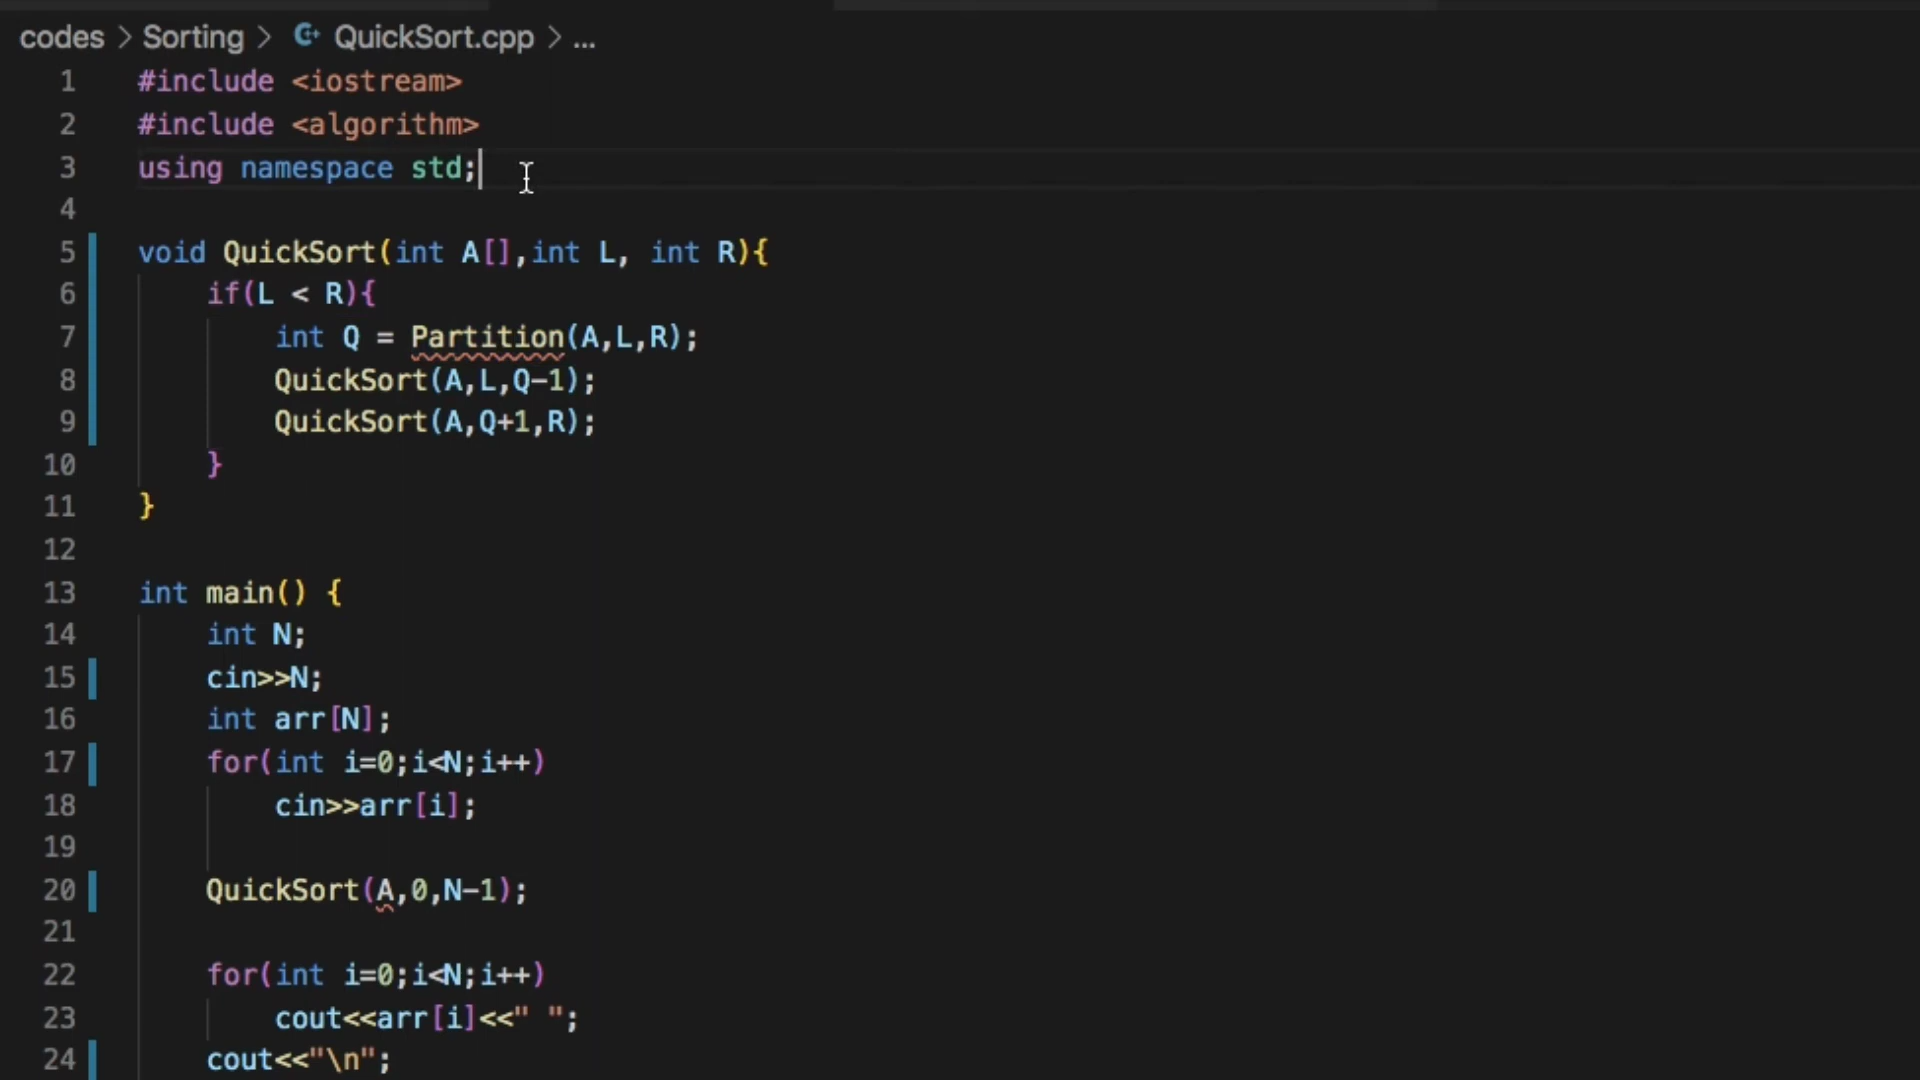 codes > Sorting > QuickSort.cpp > ...
1 #include <iostream>
2 #include <algorithm>
3 using namespace std;
4
5 void QuickSort(int A[],int L, int R){
6 if(L < R){
7 int Q = Partition(A,L,R);
8 QuickSort(A,L,Q-1);
9 QuickSort(A,Q+1,R);
10 }
11 }
12
13 int main() {
14 int N;
15 cin>>N;
16 int arr[N];
17 for(int i=0;i<N;i++)
18 cin>>arr[i];
19
20 QuickSort(A,0,N-1);
21
22 for(int i=0;i<N;i++)
23 cout<<arr[i]<<" ";
24 cout<<"\n";